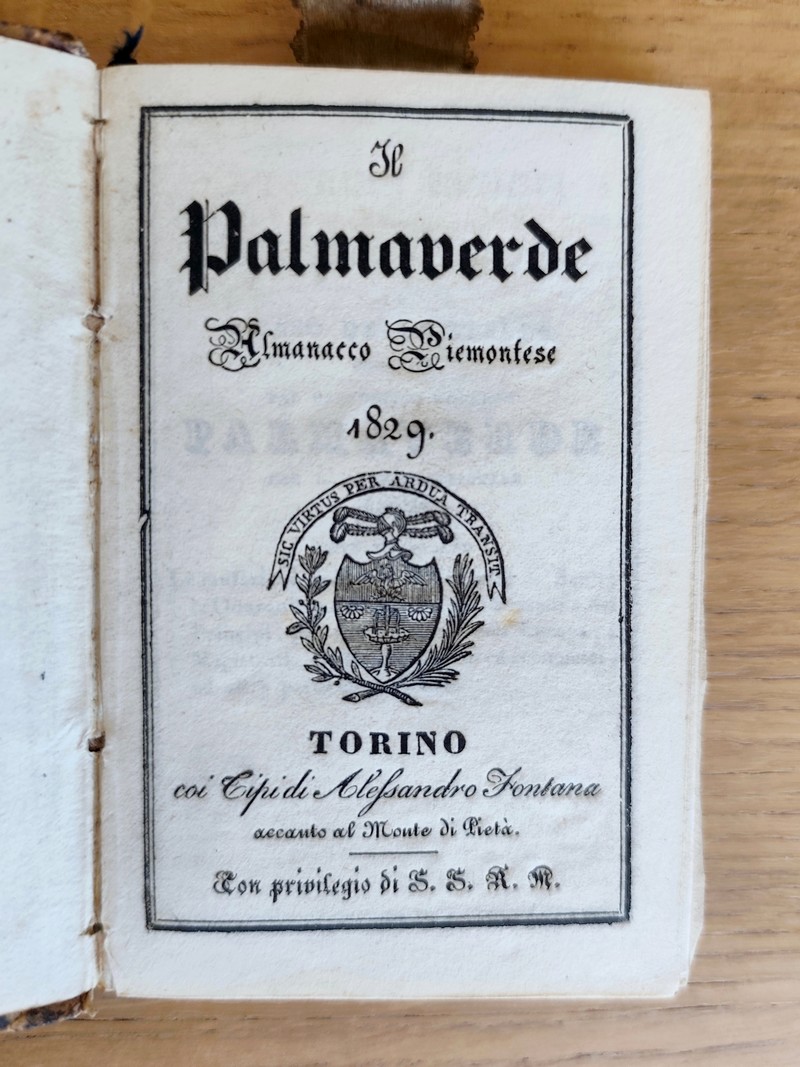 Il
Palmaverde
Almanacco Piemontese
1829.
SIC VIRTUS PER ARDUA TRANSIT
TORINO
coi Tipi di Alessandro Fontana
accanto al Monte di Pietà.
Con privilegio di S. S. R. M.